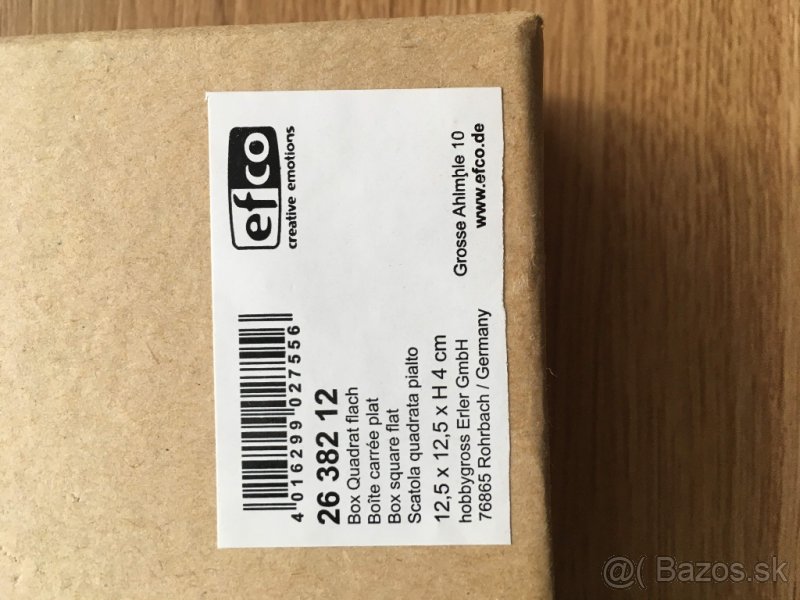 efco
creative emotions
4 016299 027556
26 382 12
Box Quadrat flach
Boîte carrée plat
Box square flat
Scatola quadrata pialto
12,5 x 12,5 x H 4 cm
hobbygross Erler GmbH
76865 Rohrbach / Germany
Grosse Ahlmþle 10
www.efco.de
@( Bazos.sk